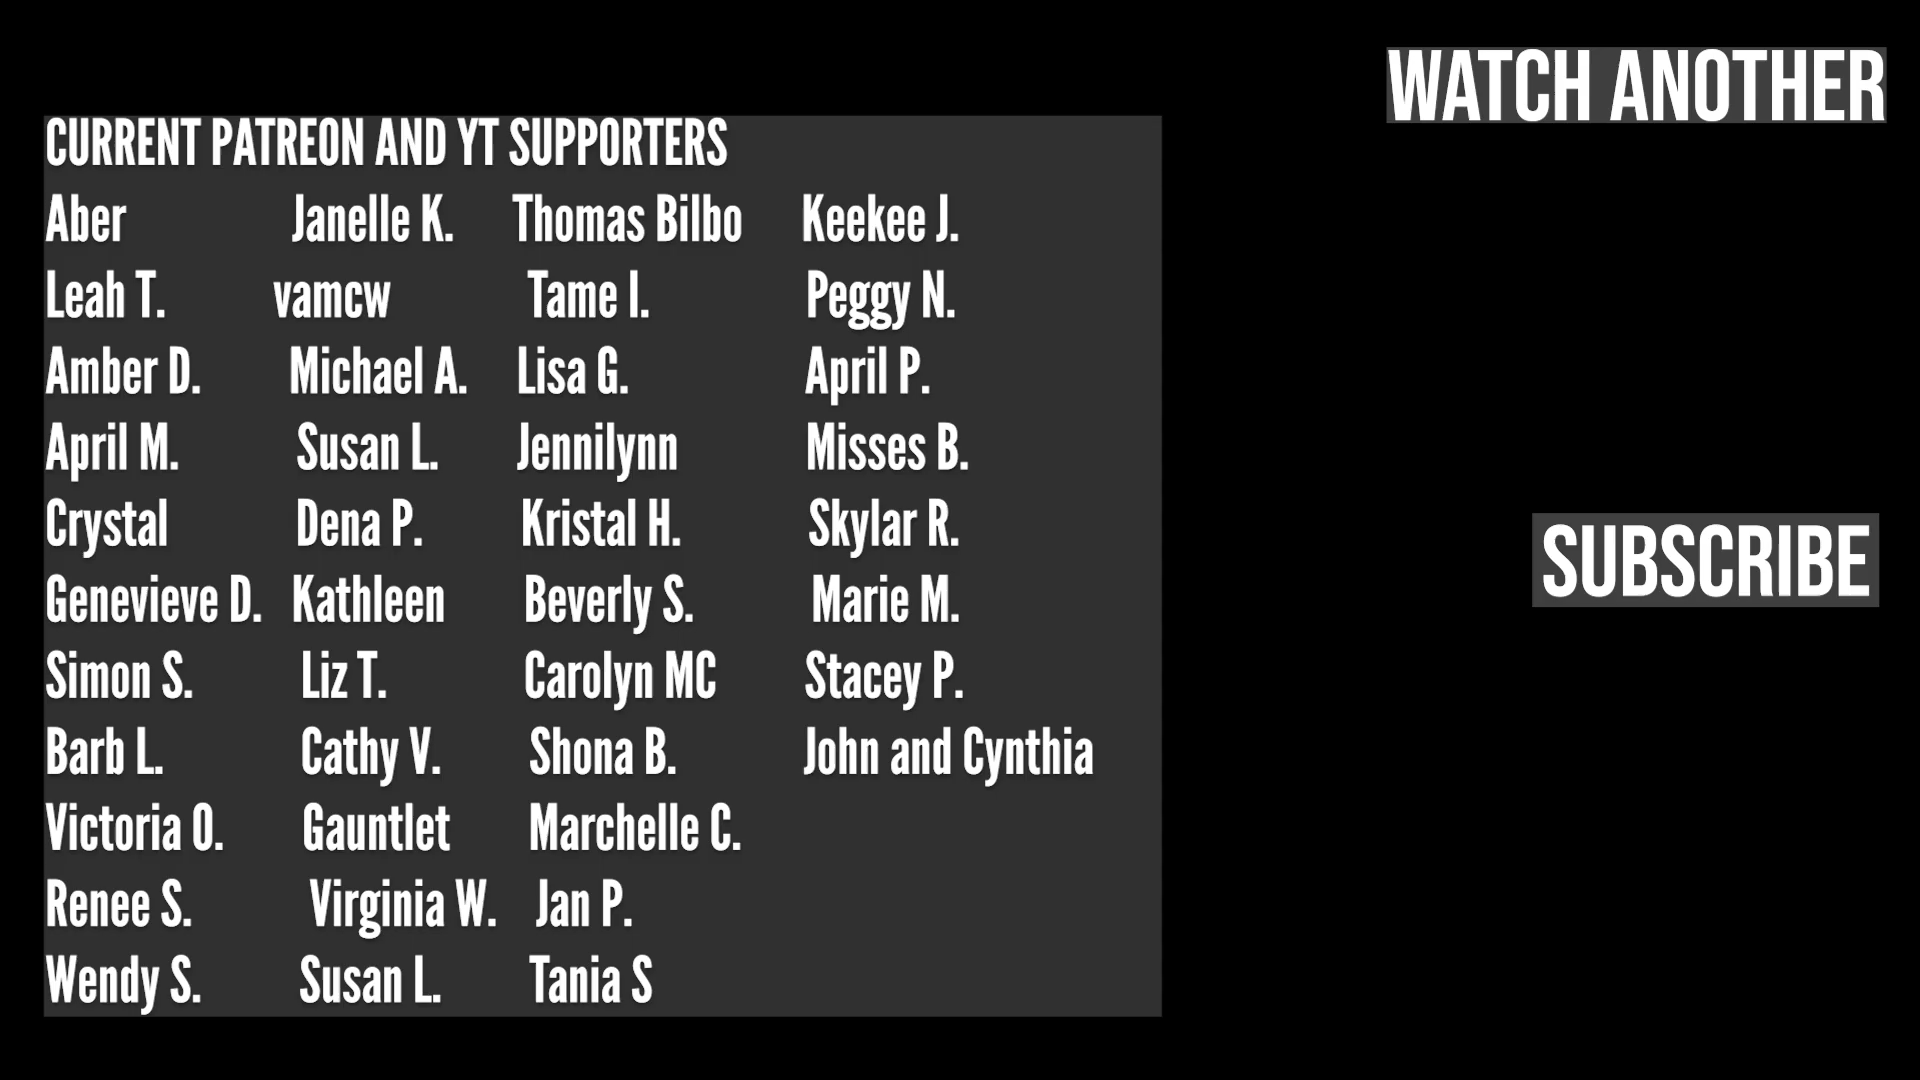 WATCH ANOTHER
CURRENT PATREON AND YT SUPPORTERS
Aber Janelle K. Thomas Bilbo Keekee J.
Leah T. vamcw Tame I. Peggy N.
Amber D. Michael A. Lisa G. April P.
April M. Susan L. Jennilynn Misses B.
Crystal Dena P. Kristal H. Skylar R.
Genevieve D. Kathleen Beverly S. Marie M.
Simon S. Liz T. Carolyn MC Stacey P.
Barb L. Cathy V. Shona B. John and Cynthia
Victoria O. Gauntlet Marchelle C.
Renee S. Virginia W. Jan P.
Wendy S. Susan L. Tania S
SUBSCRIBE